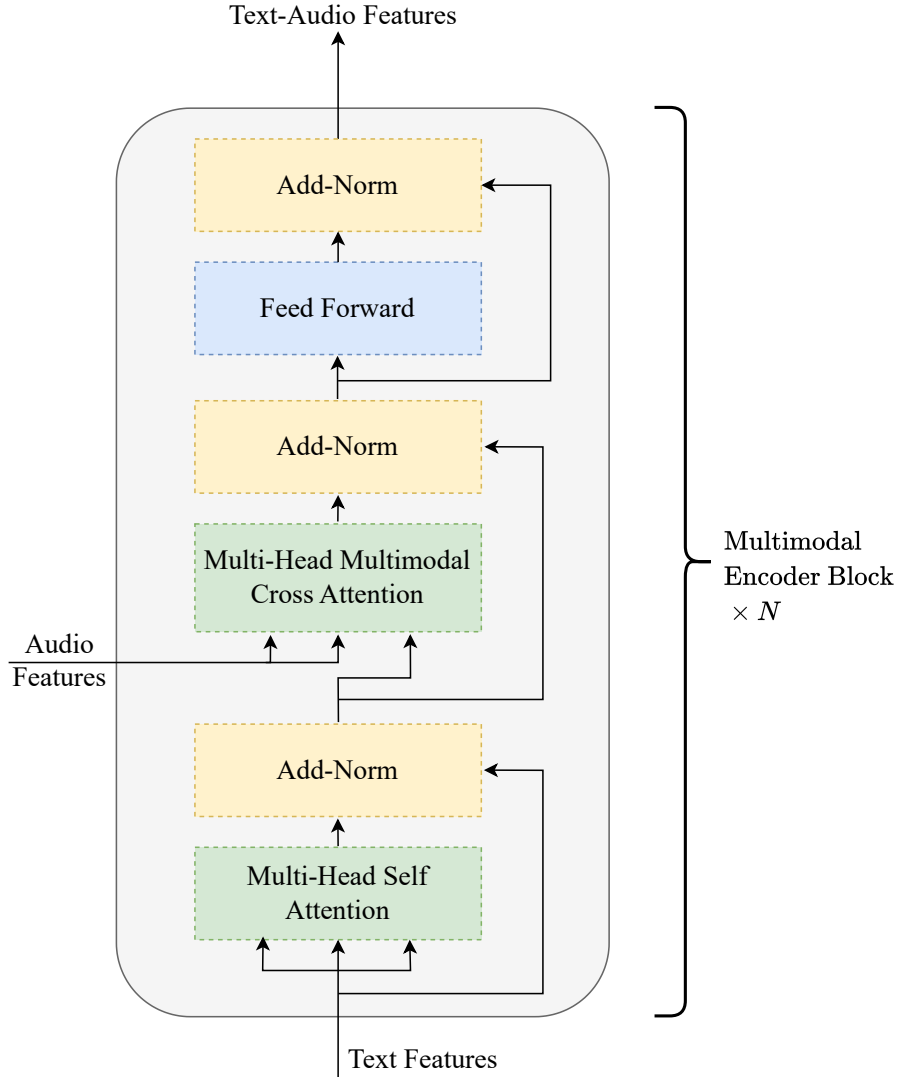 Text-Audio Features
Add-Norm
Feed Forward
Add-Norm
Multi-Head Multimodal
Cross Attention
Audio
Features
Add-Norm
Multi-Head Self
Attention
Text Features
Multimodal
Encoder Block
× N